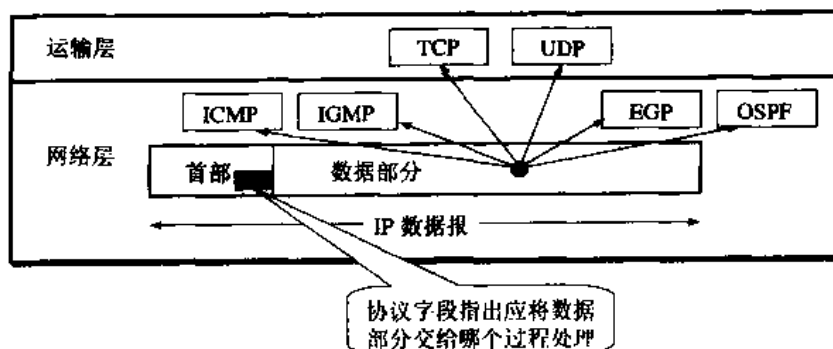 运输层
TCP
UDP
ICMP
IGMP
EGP
OSPF
网络层
首部
数据部分
IP 数据报
协议字段指出应将数据
部分交给哪个过程处理